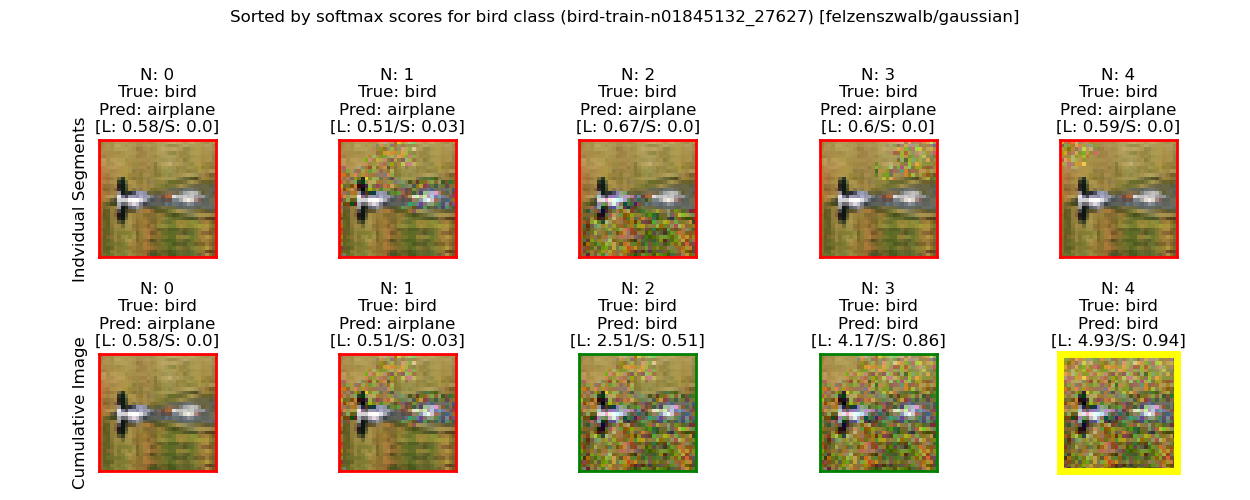 Sorted by softmax scores for bird class (bird-train-n01845132_27627) [felzenszwalb/gaussian]
Indvidual Segments
N: 0
True: bird
Pred: airplane
[L: 0.58/S: 0.0]
N: 1
True: bird
Pred: airplane
[L: 0.51/S: 0.03]
N: 2
True: bird
Pred: airplane
[L: 0.67/S: 0.0]
N: 3
True: bird
Pred: airplane
[L: 0.6/S: 0.0]
N: 4
True: bird
Pred: airplane
[L: 0.59/S: 0.0]
Cumulative Image
N: 0
True: bird
Pred: airplane
[L: 0.58/S: 0.0]
N: 1
True: bird
Pred: airplane
[L: 0.51/S: 0.03]
N: 2
True: bird
Pred: bird
[L: 2.51/S: 0.51]
N: 3
True: bird
Pred: bird
[L: 4.17/S: 0.86]
N: 4
True: bird
Pred: bird
[L: 4.93/S: 0.94]